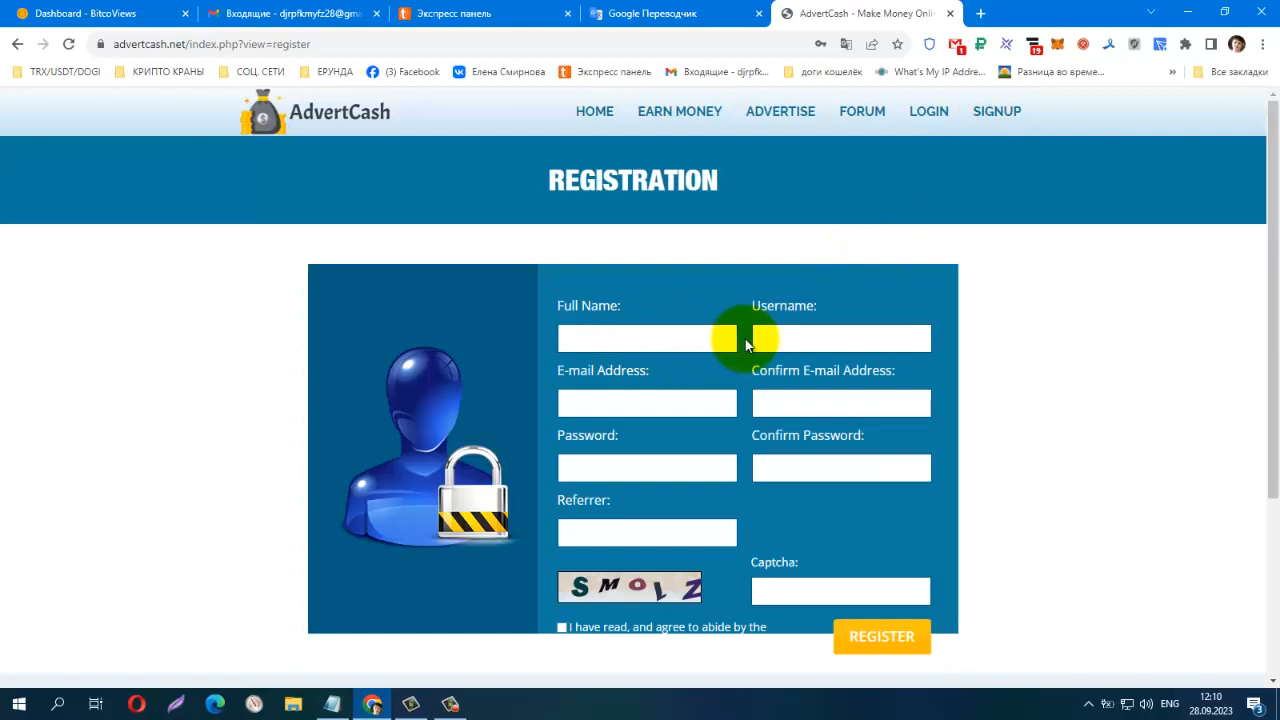 Dashboard - BitcoViews
Входящие - djrpfkmyfz28@gma
Экспресс панель
Google Переводчик
AdvertCash - Make Money Onli
advertcash.net/index.php?view=register
1
19
TRX/USDT/DOGI
КРИПТО КРАНЫ
СОЦ. СЕТИ
ЕРУНДА
(3) Facebook
Елена Смирнова
Экспресс панель
Входящие - djrpfk...
доги кошелёк
What's My IP Addre...
Разница во време...
»
Все закладки
AdvertCash
HOME
EARN MONEY
ADVERTISE
FORUM
LOGIN
SIGNUP
REGISTRATION
Full Name:
Username:
E-mail Address:
Confirm E-mail Address:
Password:
Confirm Password:
Referrer:
Captcha:
I have read, and agree to abide by the
REGISTER
ENG
12:10
28.09.2023
3